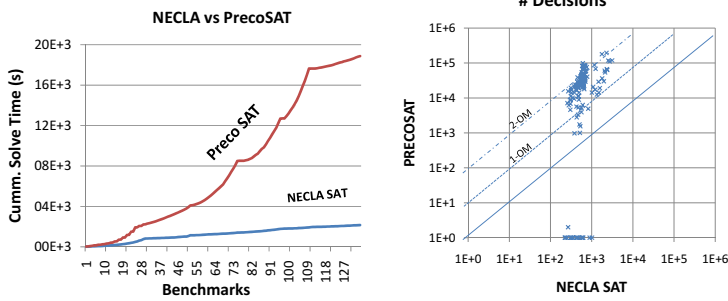 NECLA vs PrecoSAT
20E+3
16E+3
12E+3
08E+3
04E+3
00E+3
Cumm. Solve Time (s)
Preco SAT
NECLA SAT
1
10
19
28
37
46
55
64
73
82
91
100
109
118
127
Benchmarks
# Decisions
1E+6
1E+5
1E+4
1E+3
1E+2
1E+1
1E+0
PRECOSAT
2-OM
1-OM
1E+0
1E+1
1E+2
1E+3
1E+4
1E+5
1E+6
NECLA SAT